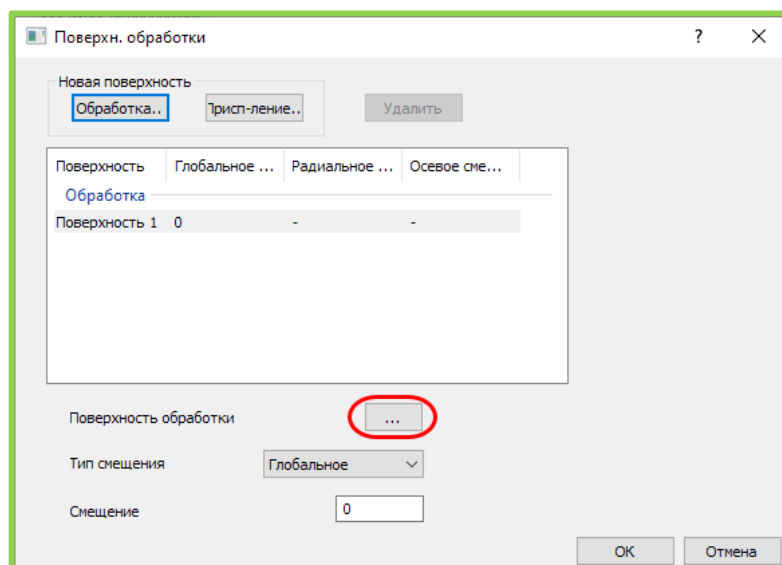 Поверхн. обработки ? ×
Новая поверхность
Обработка.. Присп-ление.. Удалить
Поверхность Глобальное ... Радиальное ... Осевое сме...
Обработка
Поверхность 1 0 - -
Поверхность обработки ...
Тип смещения Глобальное
Смещение 0
OK Отмена